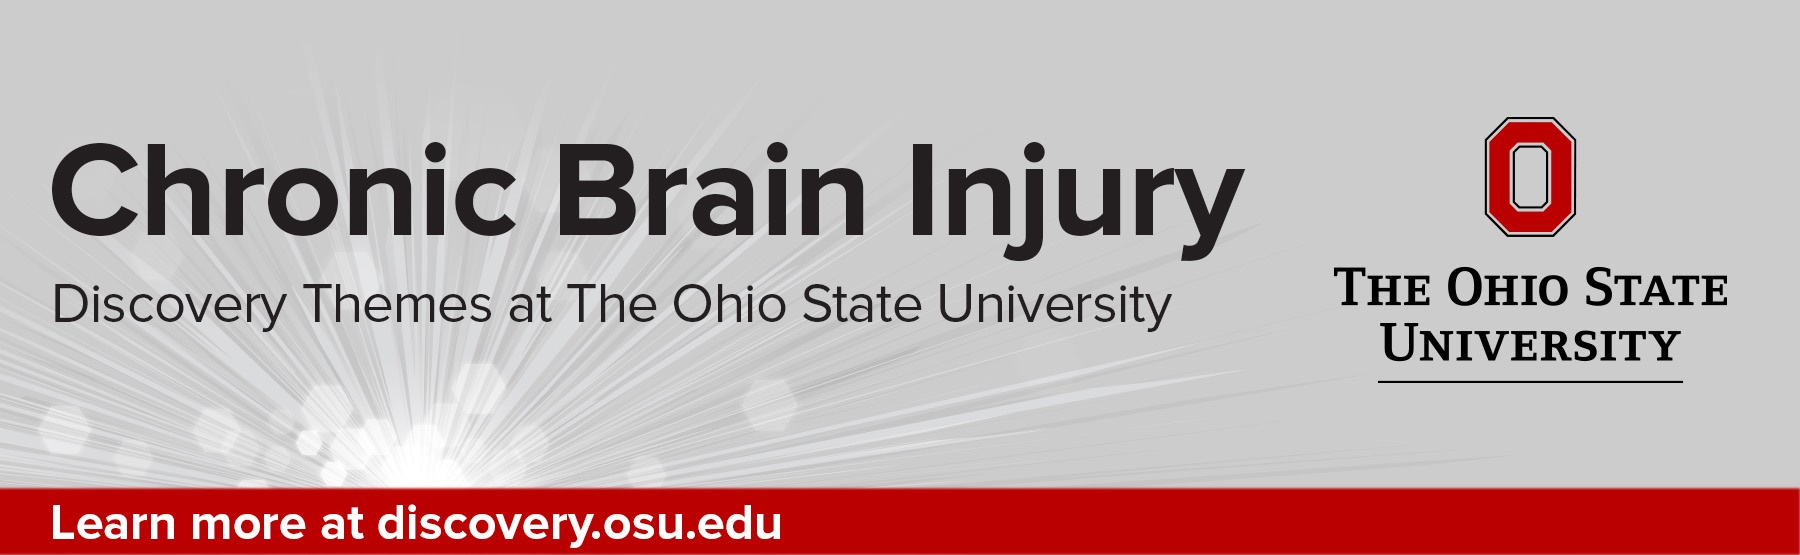 Chronic Brain Injury
Discovery Themes at The Ohio State University
O
THE OHIO STATE
UNIVERSITY
Learn more at discovery.osu.edu